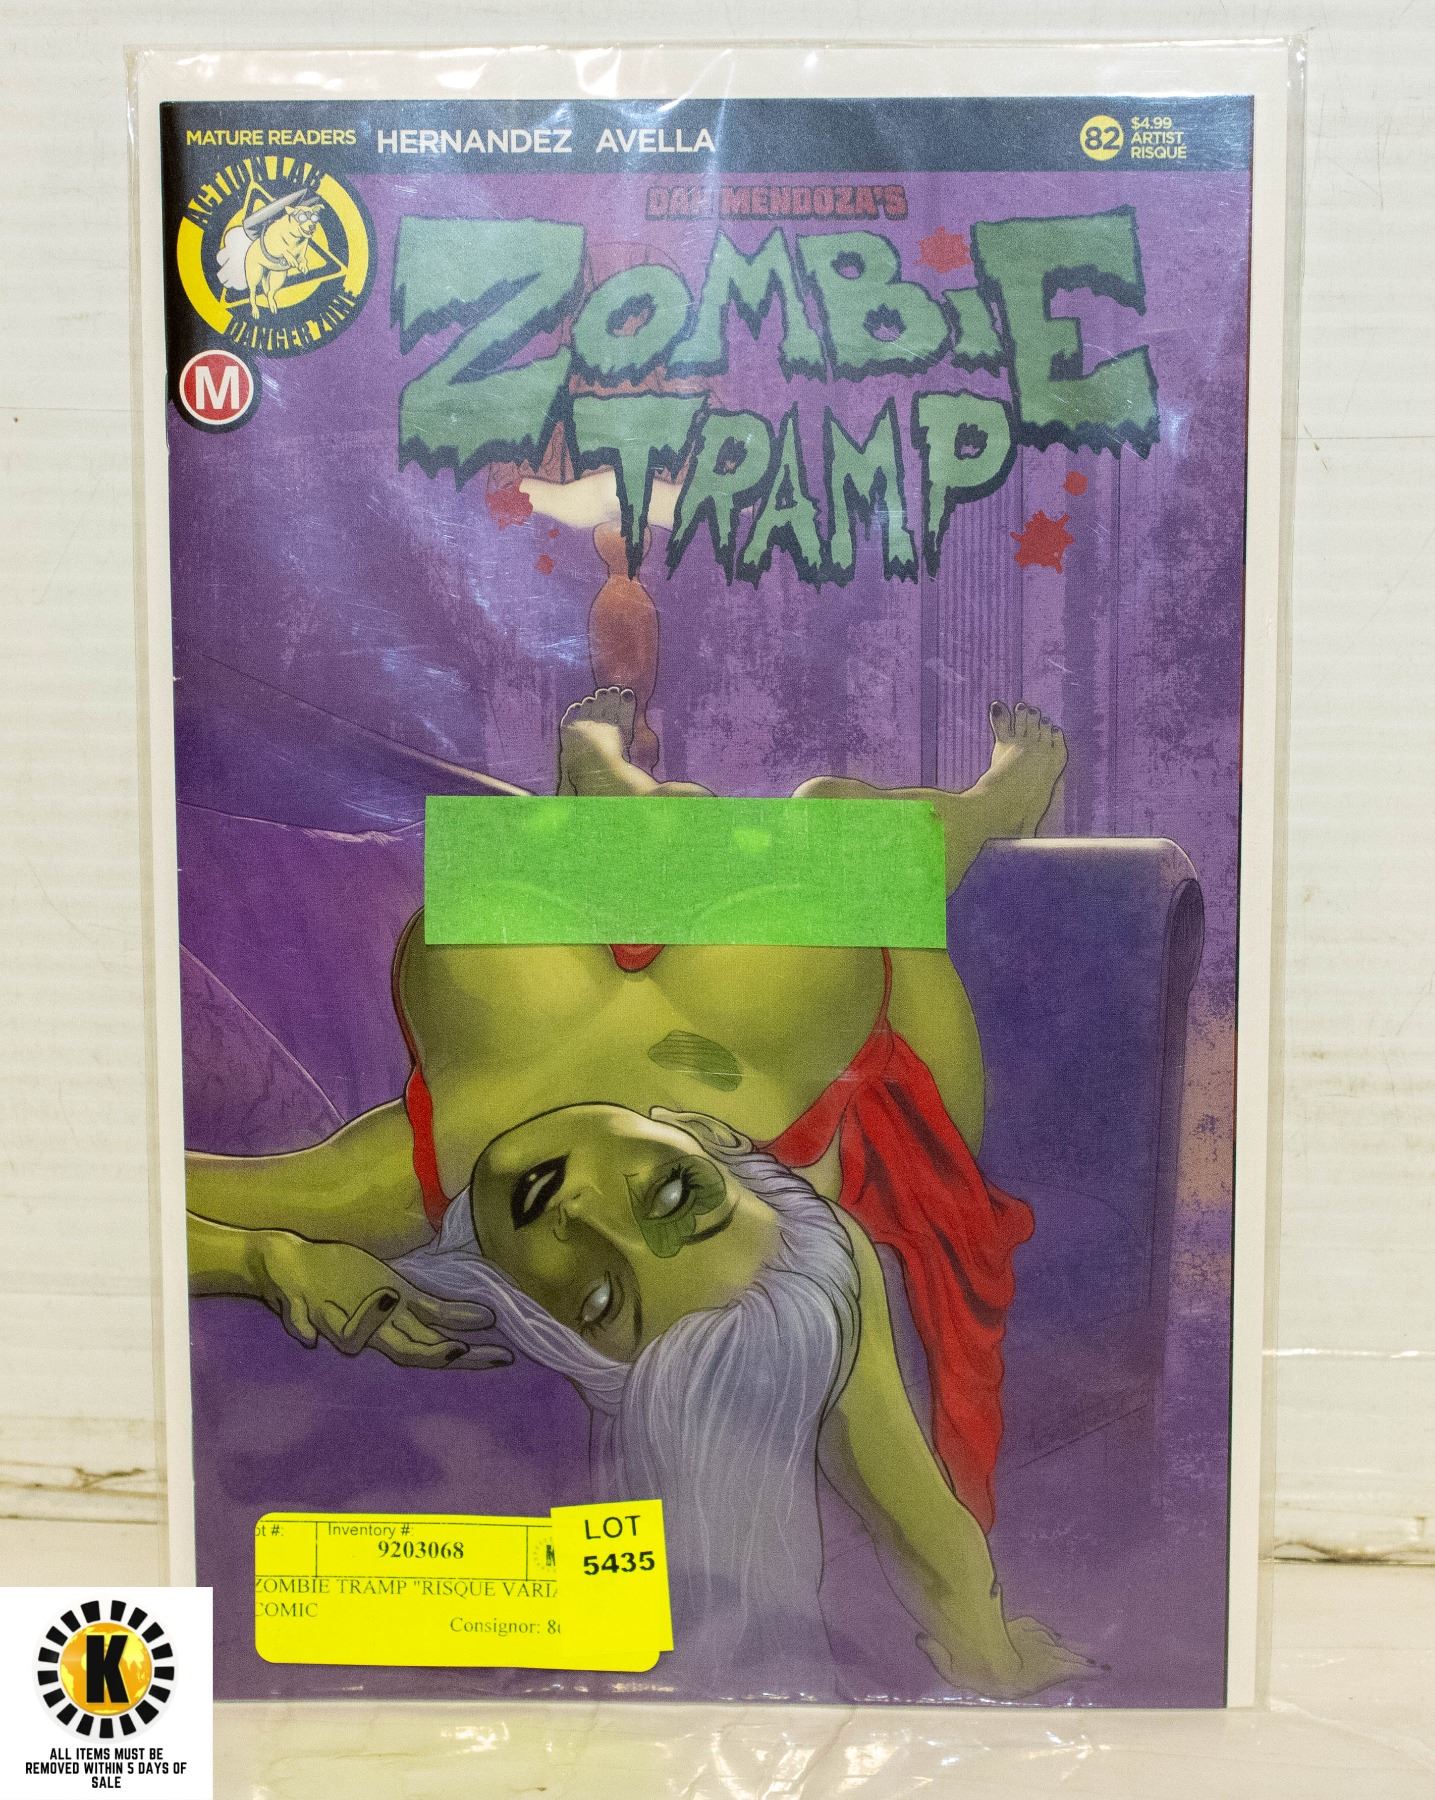 MATURE READERS HERNANDEZ AVELLA
82 $4.99
ARTIST
RISQUÉ
ACTION LAB
DANGER ZONE
M
DAN MENDOZA'S
ZOMBIE
TRAMP
ot #: Inventory #:
9203068
LOT
5435
ZOMBIE TRAMP "RISQUE VARIA
COMIC
Consignor:
K
ALL ITEMS MUST BE
REMOVED WITHIN 5 DAYS OF
SALE